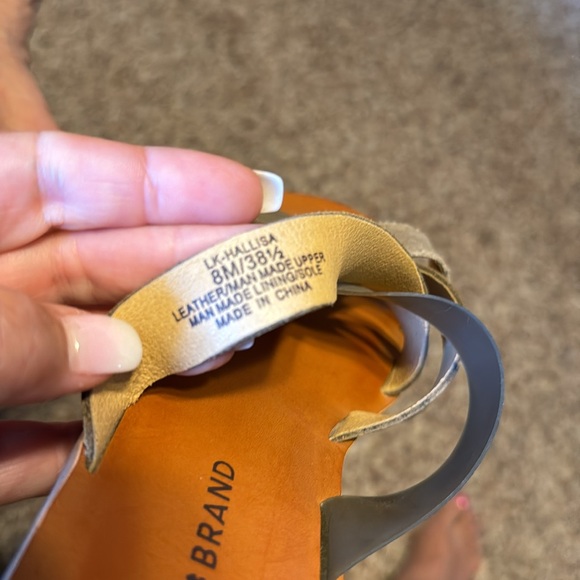 LK-HALLISA
8M/38½
LEATHER/MAN MADE UPPER
MAN MADE LINING/SOLE
MADE IN CHINA
BRAND